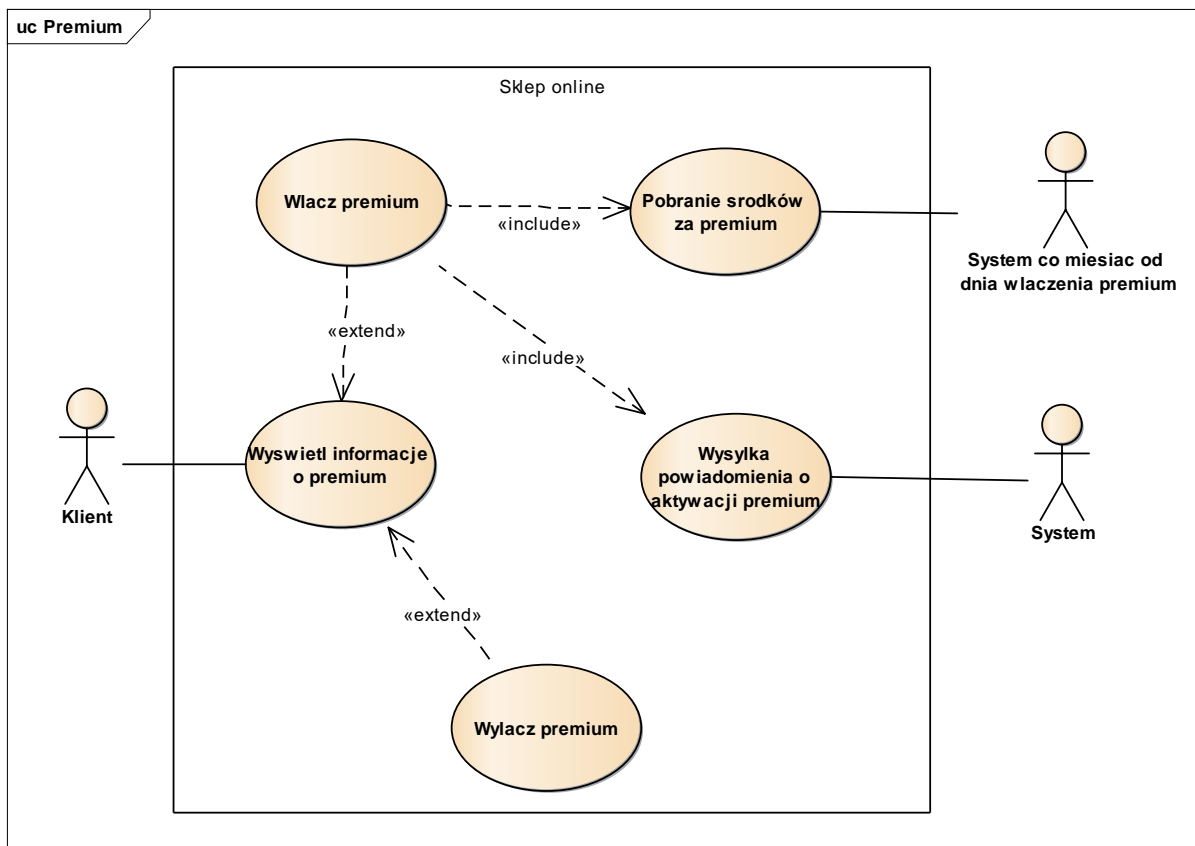 uc Premium
Sklep online
Wlacz premium
«include»
Pobranie srodków
za premium
System co miesiac od
dnia wlaczenia premium
«extend»
«include»
Klient
Wyswietl informacje
o premium
Wysylka
powiadomienia o
aktywacji premium
System
«extend»
Wylacz premium